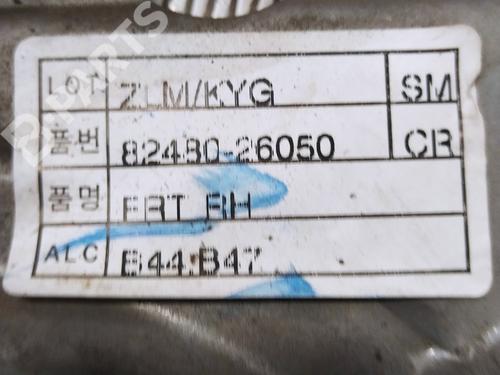 B-PARTS
LOT ZLM/KYG SM
품번 82480-26050 CR
품명 FRT RH
ALC B44,B47